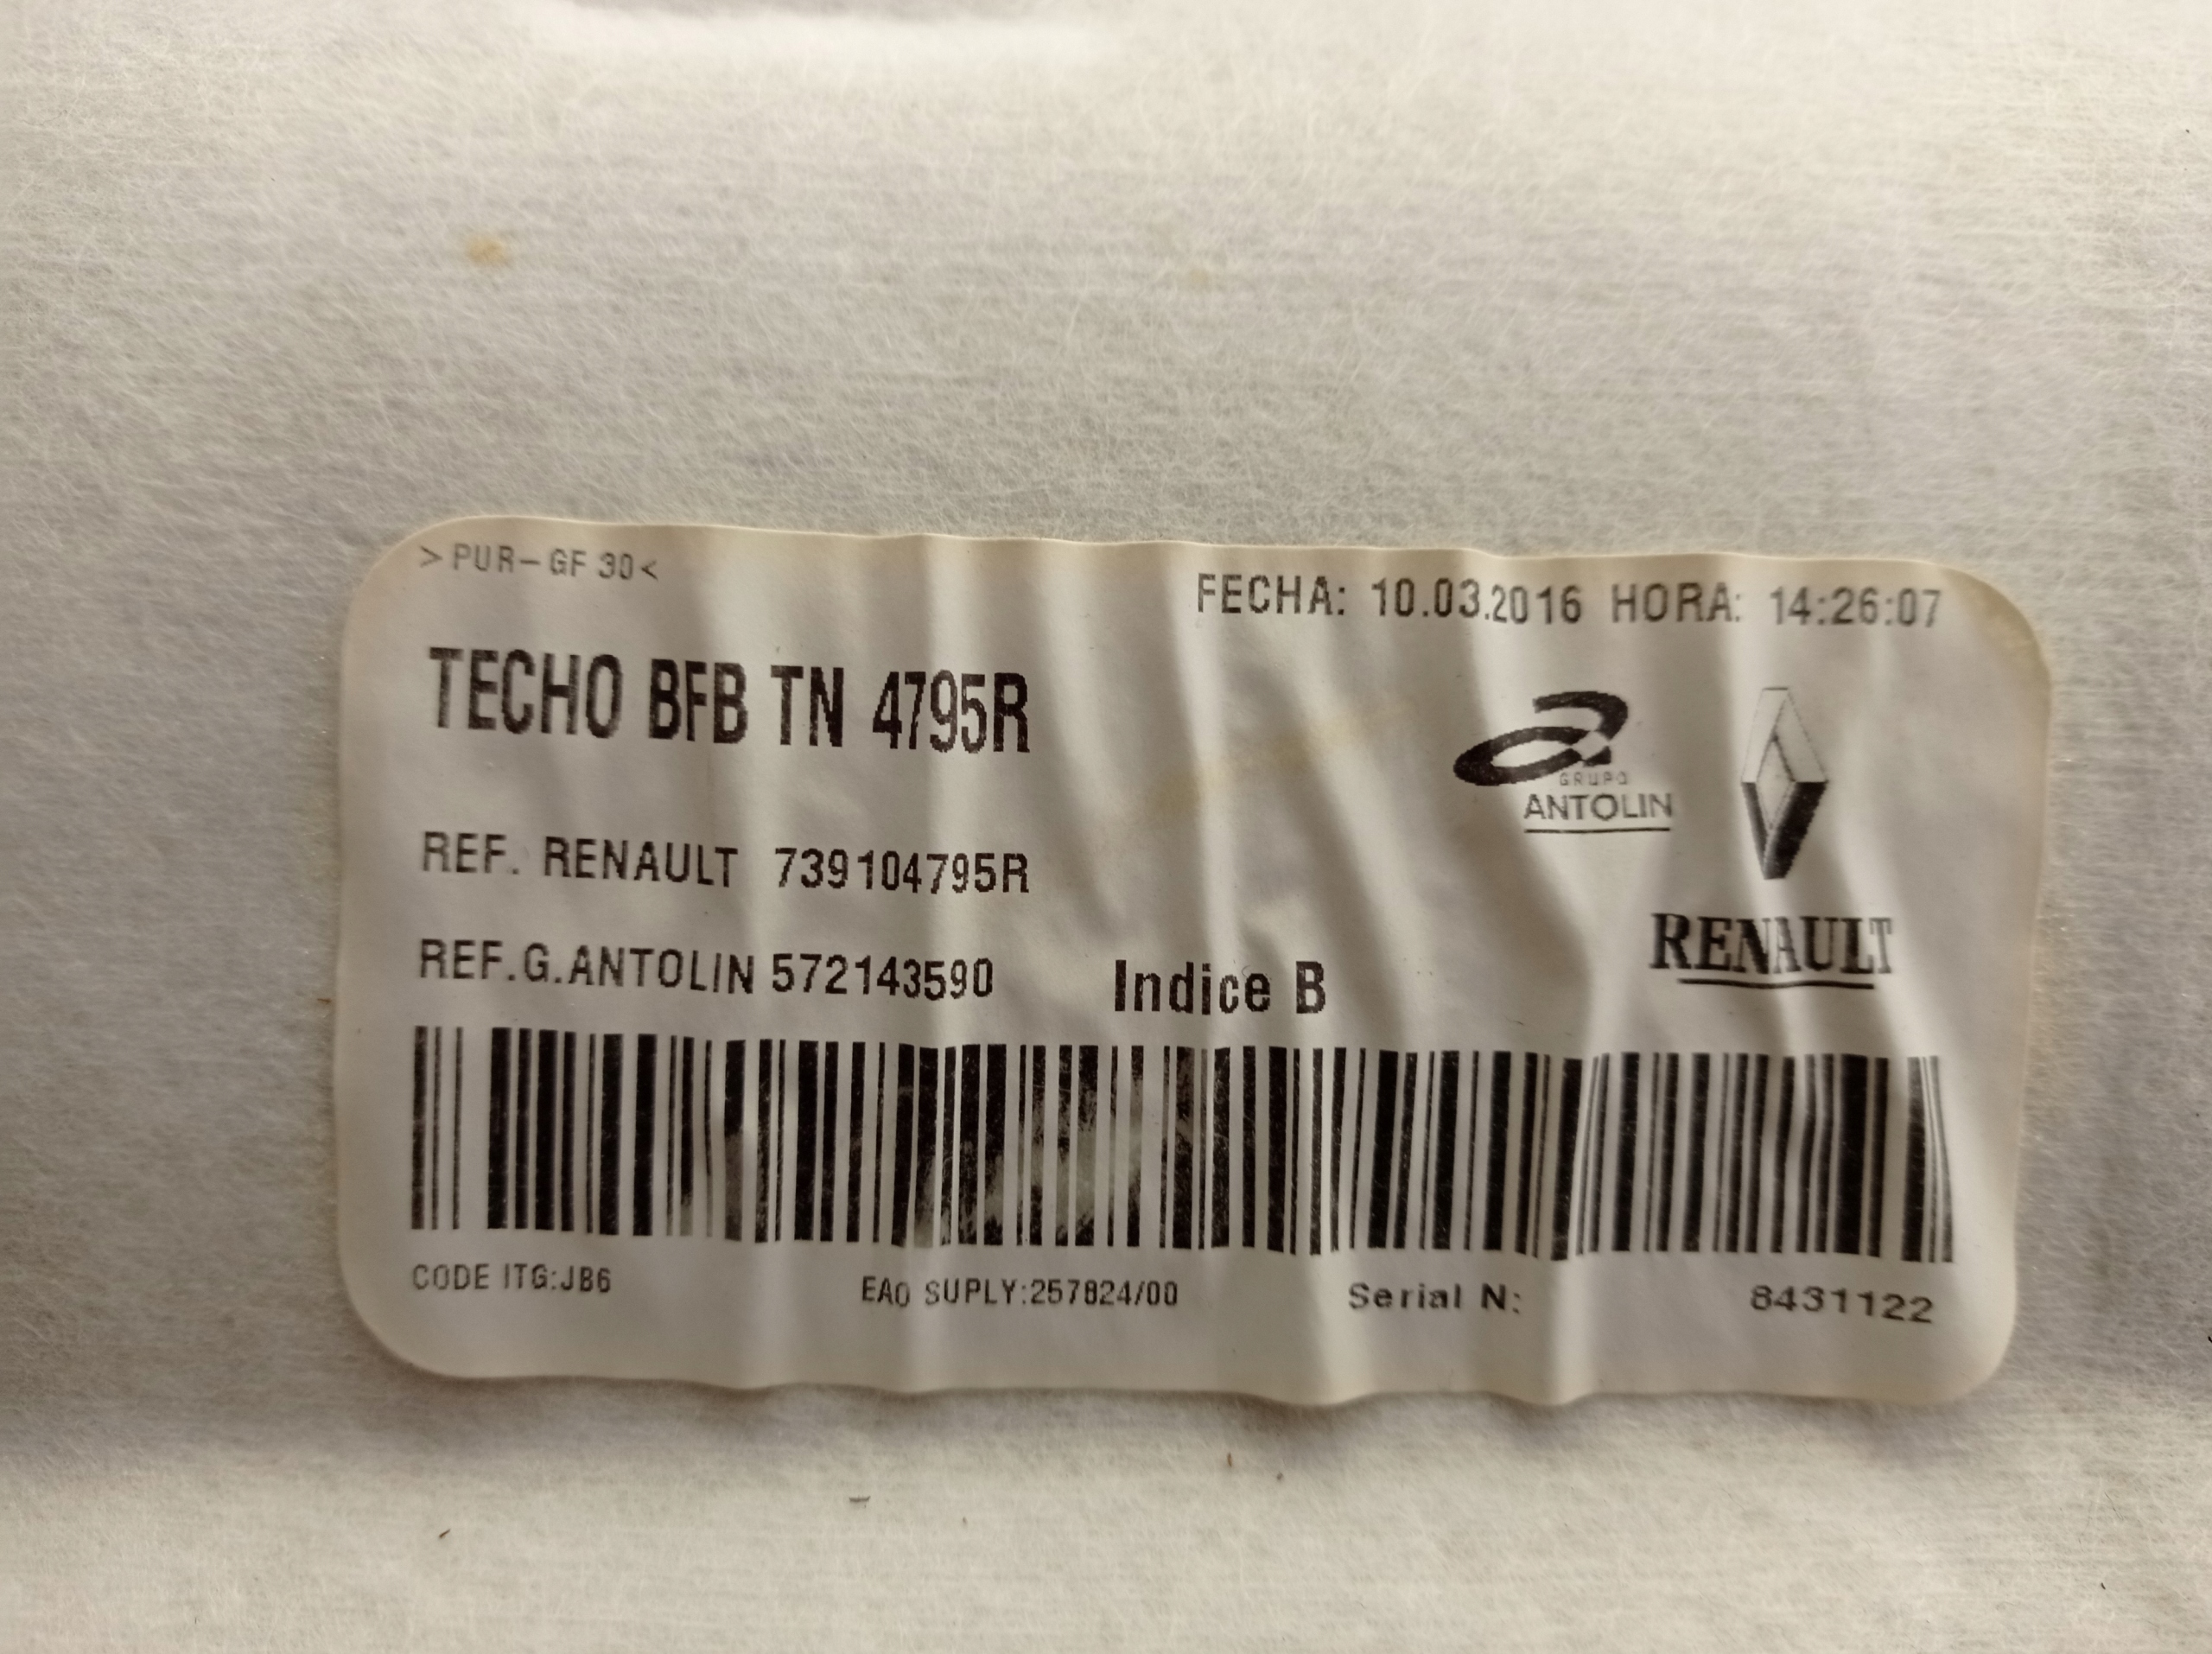 >PUR-GF 30<
FECHA: 10.03.2016 HORA: 14:26:07
TECHO BFB TN 4795R
GRUPO
ANTOLIN
REF. RENAULT 739104795R
RENAULT
REF.G.ANTOLIN 572143590 Indice B
CODE ITG:JB6 EAO SUPLY:257824/00 Serial N: 8431122